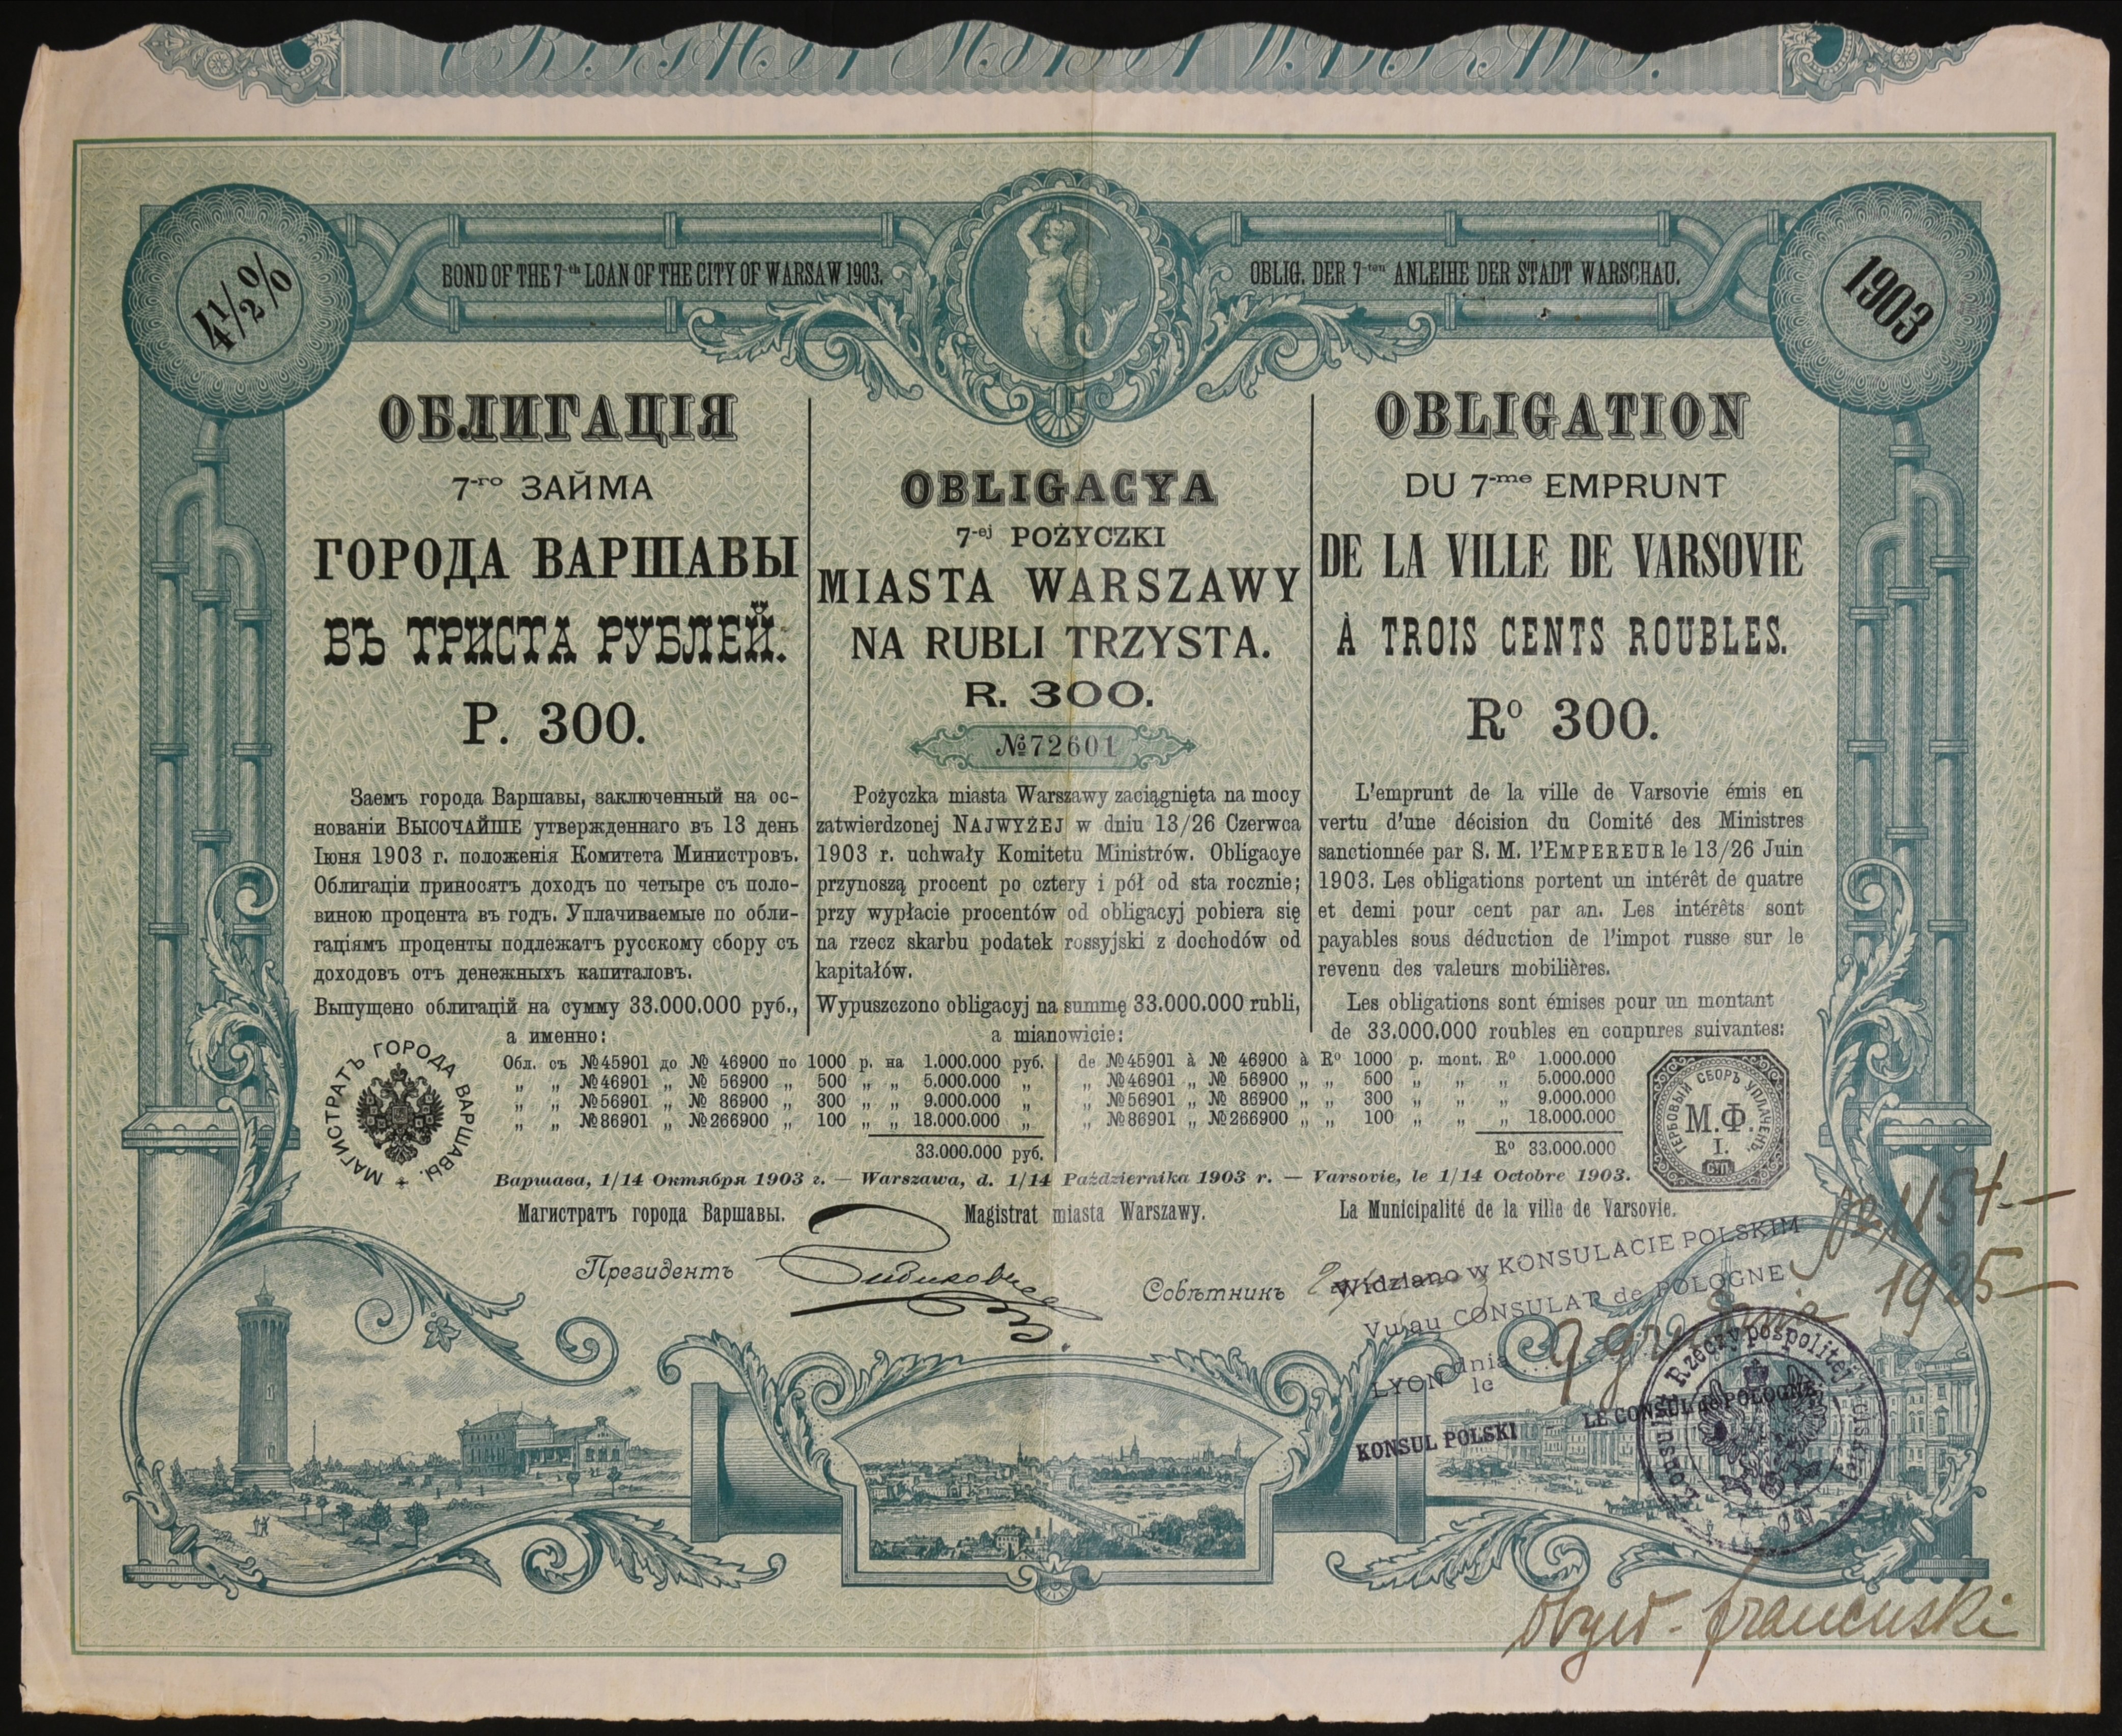 4½%
BOND OF THE 7-th LOAN OF THE CITY OF WARSAW 1903.
OBLIG. DER 7-ten ANLEIHE DER STADT WARSCHAU.
1903
ОБЛИГАЦІЯ
7-го ЗАЙМА
ГОРОДА ВАРШАВЫ
ВЪ ТРИСТА РУБЛЕЙ.
Р. 300.
Заемъ города Варшавы, заключенный на ос-
нованіи ВЫСОЧАЙШЕ утвержденнаго въ 13 день
Іюня 1903 г. положенія Комитета Министровъ.
Облигаціи приносятъ доходъ по четыре съ поло-
виною процента въ годъ. Уплачиваемые по обли-
гаціямъ проценты подлежатъ русскому сбору съ
доходовъ отъ денежныхъ капиталовъ.
Выпущено облигацій на сумму 33.000.000 руб.,
а именно:
OBLIGACYA
7-ej POŻYCZKI
MIASTA WARSZAWY
NA RUBLI TRZYSTA.
R. 300.
№72601
Pożyczka miasta Warszawy zaciągnięta na mocy
zatwierdzonej NAJWYŻEJ w dniu 13/26 Czerwca
1903 r. uchwały Komitetu Ministrów. Obligacye
przynoszą procent po cztery i pół od sta rocznie;
przy wypłacie procentów od obligacyj pobiera się
na rzecz skarbu podatek rossyjski z dochodów od
kapitałów.
Wypuszczono obligacyj na summę 33.000.000 rubli,
a mianowicie:
OBLIGATION
DU 7-me EMPRUNT
DE LA VILLE DE VARSOVIE
À TROIS CENTS ROUBLES.
Rº 300.
L'emprunt de la ville de Varsovie émis en
vertu d'une décision du Comité des Ministres
sanctionnée par S. M. l'EMPEREUR le 13/26 Juin
1903. Les obligations portent un intérêt de quatre
et demi pour cent par an. Les intérêts sont
payables sous déduction de l'impot russe sur le
revenu des valeurs mobilières.
Les obligations sont émises pour un montant
de 33.000.000 roubles en coupures suivantes:
Обл. съ №45901 до № 46900 по 1000 р. на 1.000.000 руб.
„ „ №46901 „ № 56900 „ 500 „ „ 5.000.000 „
„ „ №56901 „ № 86900 „ 300 „ „ 9.000.000 „
„ „ №86901 „ №266900 „ 100 „ „ 18.000.000 „
33.000.000 руб.
de №45901 à № 46900 à Rº 1000 p. mont. Rº 1.000.000
„ №46901 „ № 56900 „ „ 500 „ „ „ 5.000.000
„ №56901 „ № 86900 „ „ 300 „ „ „ 9.000.000
„ №86901 „ №266900 „ „ 100 „ „ „ 18.000.000
Rº 33.000.000
МАГИСТРАТЪ ГОРОДА ВАРШАВЫ.
ГЕРБОВЫЙ СБОРЪ УПЛАЧЕНЪ.
М.Ф.
I.
СТП.
Варшава, 1/14 Октября 1903 г. — Warszawa, d. 1/14 Października 1903 r. — Varsovie, le 1/14 Octobre 1903.
Магистратъ города Варшавы.
Magistrat miasta Warszawy.
La Municipalité de la ville de Varsovie.
Президентъ
Совѣтникъ
Widziano w KONSULACIE POLSKIM
Vu au CONSULAT de POLOGNE
1154.—
LYON dnia 9 grudnia 1925—
le
KONSUL POLSKI
LE CONSUL de POLOGNE
Konsulat Rzeczypospolitej Polskiej
obyw. francuski